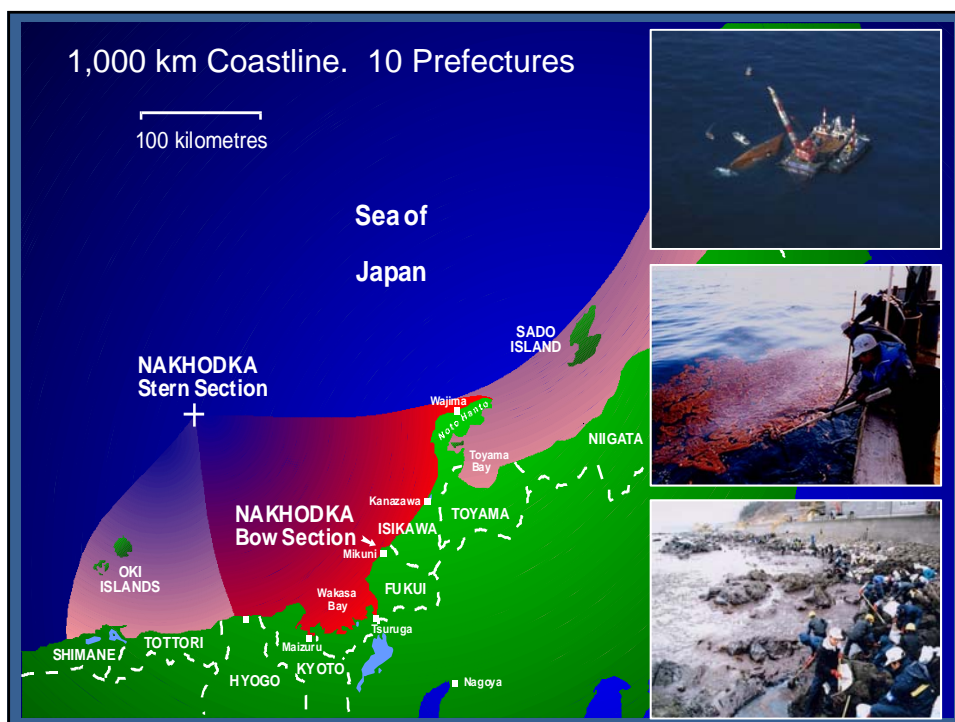 1,000 km Coastline.  10 Prefectures
100 kilometres
Sea of
Japan
SADO
ISLAND
NAKHODKA
Stern Section
Wajima
Noto Hanto
NIIGATA
Toyama
Bay
Kanazawa
TOYAMA
NAKHODKA
Bow Section
ISIKAWA
Mikuni
OKI
ISLANDS
FUKUI
Wakasa
Bay
Tsuruga
TOTTORI
Maizuru
SHIMANE
KYOTO
HYOGO
Nagoya